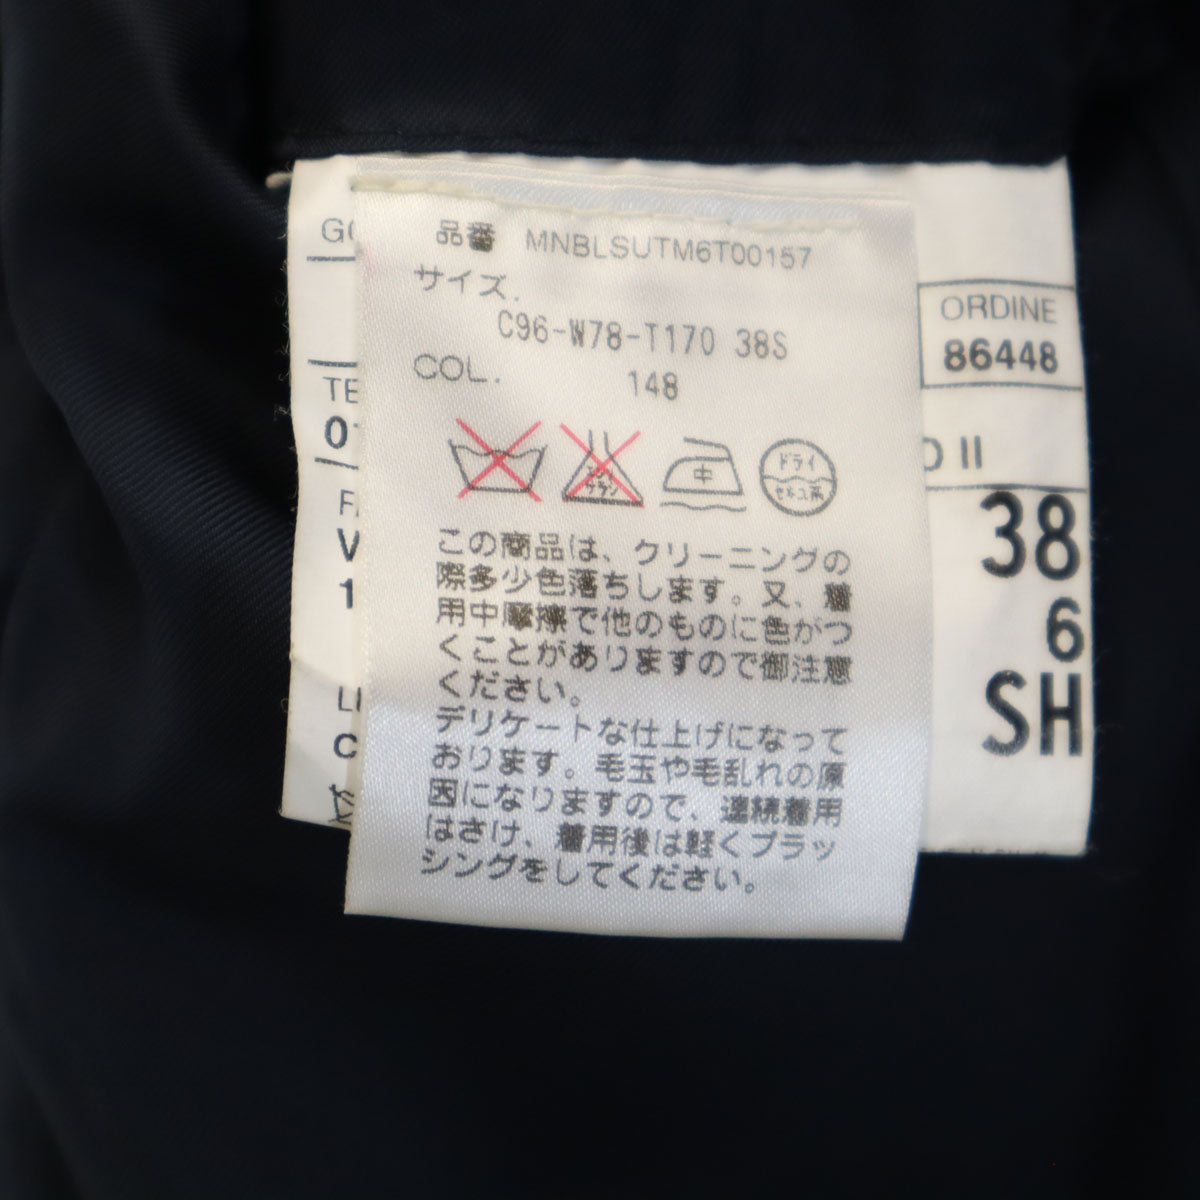 品番 MNBLSUTM6T00157
サイズ.
C96-W78-T170 38S
COL. 148
中
ドライ
セキユ系
この商品は、クリーニングの
際多少色落ちします。又、着
用中摩擦で他のものに色がつ
くことがありますので御注意
ください。
デリケートな仕上げになって
おります。毛玉や毛乱れの原
因になりますので、連続着用
はさけ、着用後は軽くブラッ
シングをしてください。
ORDINE
86448
II
38
6
SH